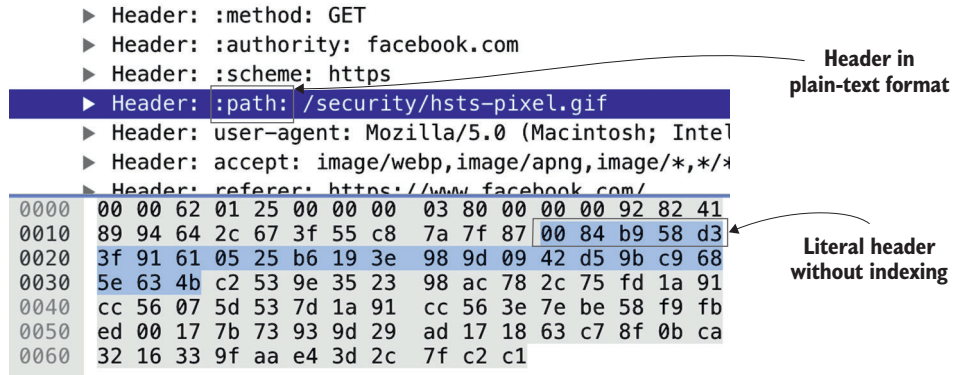 ▶ Header: :method: GET
▶ Header: :authority: facebook.com
▶ Header: :scheme: https
▶ Header: :path: /security/hsts-pixel.gif
▶ Header: user-agent: Mozilla/5.0 (Macintosh; Intel
▶ Header: accept: image/webp,image/apng,image/*,*/*
▶ Header: referer: https://www.facebook.com/
Header in
plain-text format
0000 00 00 62 01 25 00 00 00 03 80 00 00 00 92 82 41
0010 89 94 64 2c 67 3f 55 c8 7a 7f 87 00 84 b9 58 d3
0020 3f 91 61 05 25 b6 19 3e 98 9d 09 42 d5 9b c9 68
0030 5e 63 4b c2 53 9e 35 23 98 ac 78 2c 75 fd 1a 91
0040 cc 56 07 5d 53 7d 1a 91 cc 56 3e 7e be 58 f9 fb
0050 ed 00 17 7b 73 93 9d 29 ad 17 18 63 c7 8f 0b ca
0060 32 16 33 9f aa e4 3d 2c 7f c2 c1
Literal header
without indexing